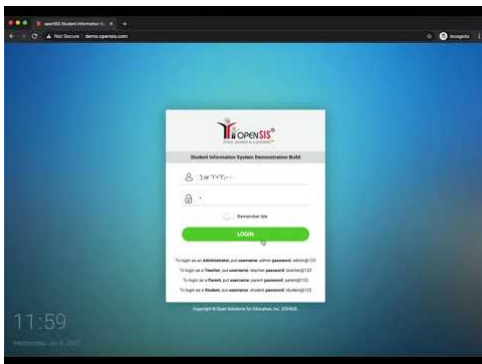 openSIS Student Information S
Not Secure demo.opensis.com
Incognito
OPENSIS®
Student Information System Demonstration Build
Remember Me
LOGIN
To login as an Administrator, put username: admin password: admin@123
To login as a Teacher, put username: teacher password: teacher@123
To login as a Parent, put username: parent password: parent@123
To login as a Student, put username: student password: student@123
Copyright © Open Solutions for Education, Inc. (OS4ED).
11:59